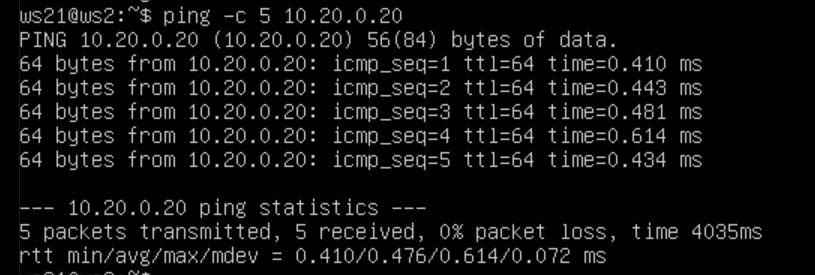 ws21@ws2:~$ ping -c 5 10.20.0.20
PING 10.20.0.20 (10.20.0.20) 56(84) bytes of data.
64 bytes from 10.20.0.20: icmp_seq=1 ttl=64 time=0.410 ms
64 bytes from 10.20.0.20: icmp_seq=2 ttl=64 time=0.443 ms
64 bytes from 10.20.0.20: icmp_seq=3 ttl=64 time=0.481 ms
64 bytes from 10.20.0.20: icmp_seq=4 ttl=64 time=0.614 ms
64 bytes from 10.20.0.20: icmp_seq=5 ttl=64 time=0.434 ms
--- 10.20.0.20 ping statistics ---
5 packets transmitted, 5 received, 0% packet loss, time 4035ms
rtt min/avg/max/mdev = 0.410/0.476/0.614/0.072 ms